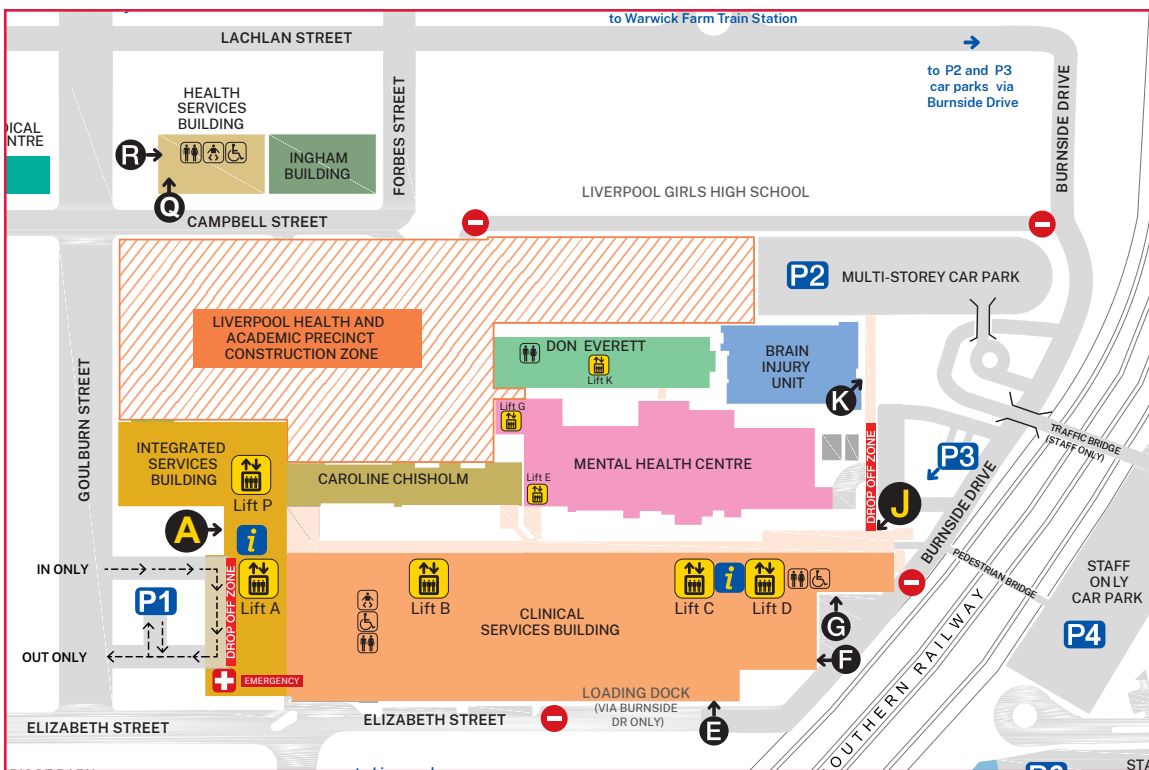 to Warwick Farm Train Station
LACHLAN STREET
to P2 and P3
car parks via
Burnside Drive
BURNSIDE DRIVE
HEALTH
SERVICES
BUILDING
FORBES STREET
NTRE
R
INGHAM
BUILDING
LIVERPOOL GIRLS HIGH SCHOOL
Q
CAMPBELL STREET
P2
MULTI-STOREY CAR PARK
LIVERPOOL HEALTH AND
ACADEMIC PRECINCT
CONSTRUCTION ZONE
DON EVERETT
Lift K
BRAIN
INJURY
UNIT
K
GOULBURN STREET
Lift G
TRAFFIC BRIDGE
(STAFF ONLY)
INTEGRATED
SERVICES
BUILDING
Lift P
CAROLINE CHISHOLM
Lift E
MENTAL HEALTH CENTRE
DROP OFF ZONE
P3
BURNSIDE DRIVE
A
i
J
PEDESTRIAN BRIDGE
IN ONLY
P1
DROP OFF ZONE
Lift A
Lift B
Lift C
i
Lift D
STAFF
ONLY
CAR PARK
P4
CLINICAL
SERVICES BUILDING
G
OUT ONLY
F
EMERGENCY
LOADING DOCK
(VIA BURNSIDE
DR ONLY)
E
OUTHERN RAILWAY
ELIZABETH STREET
ELIZABETH STREET
STA